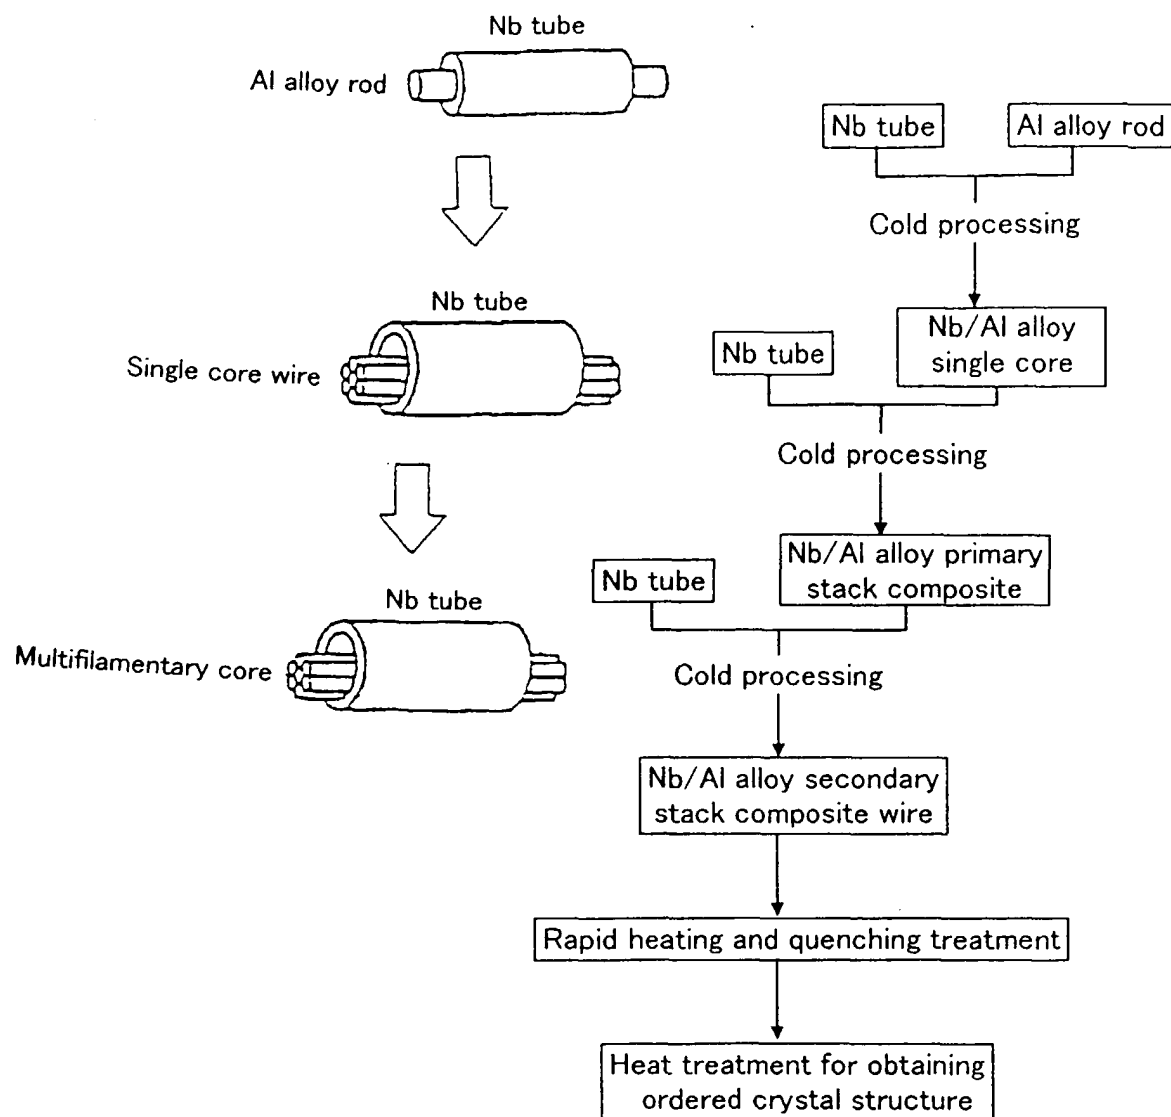 Nb tube
Al alloy rod
Nb tube
Al alloy rod
Cold processing
Nb tube
Single core wire
Nb/Al alloy
single core
Nb tube
Cold processing
Nb/Al alloy primary
stack composite
Nb tube
Nb tube
Multifilamentary core
Cold processing
Nb/Al alloy secondary
stack composite wire
Rapid heating and quenching treatment
Heat treatment for obtaining
ordered crystal structure